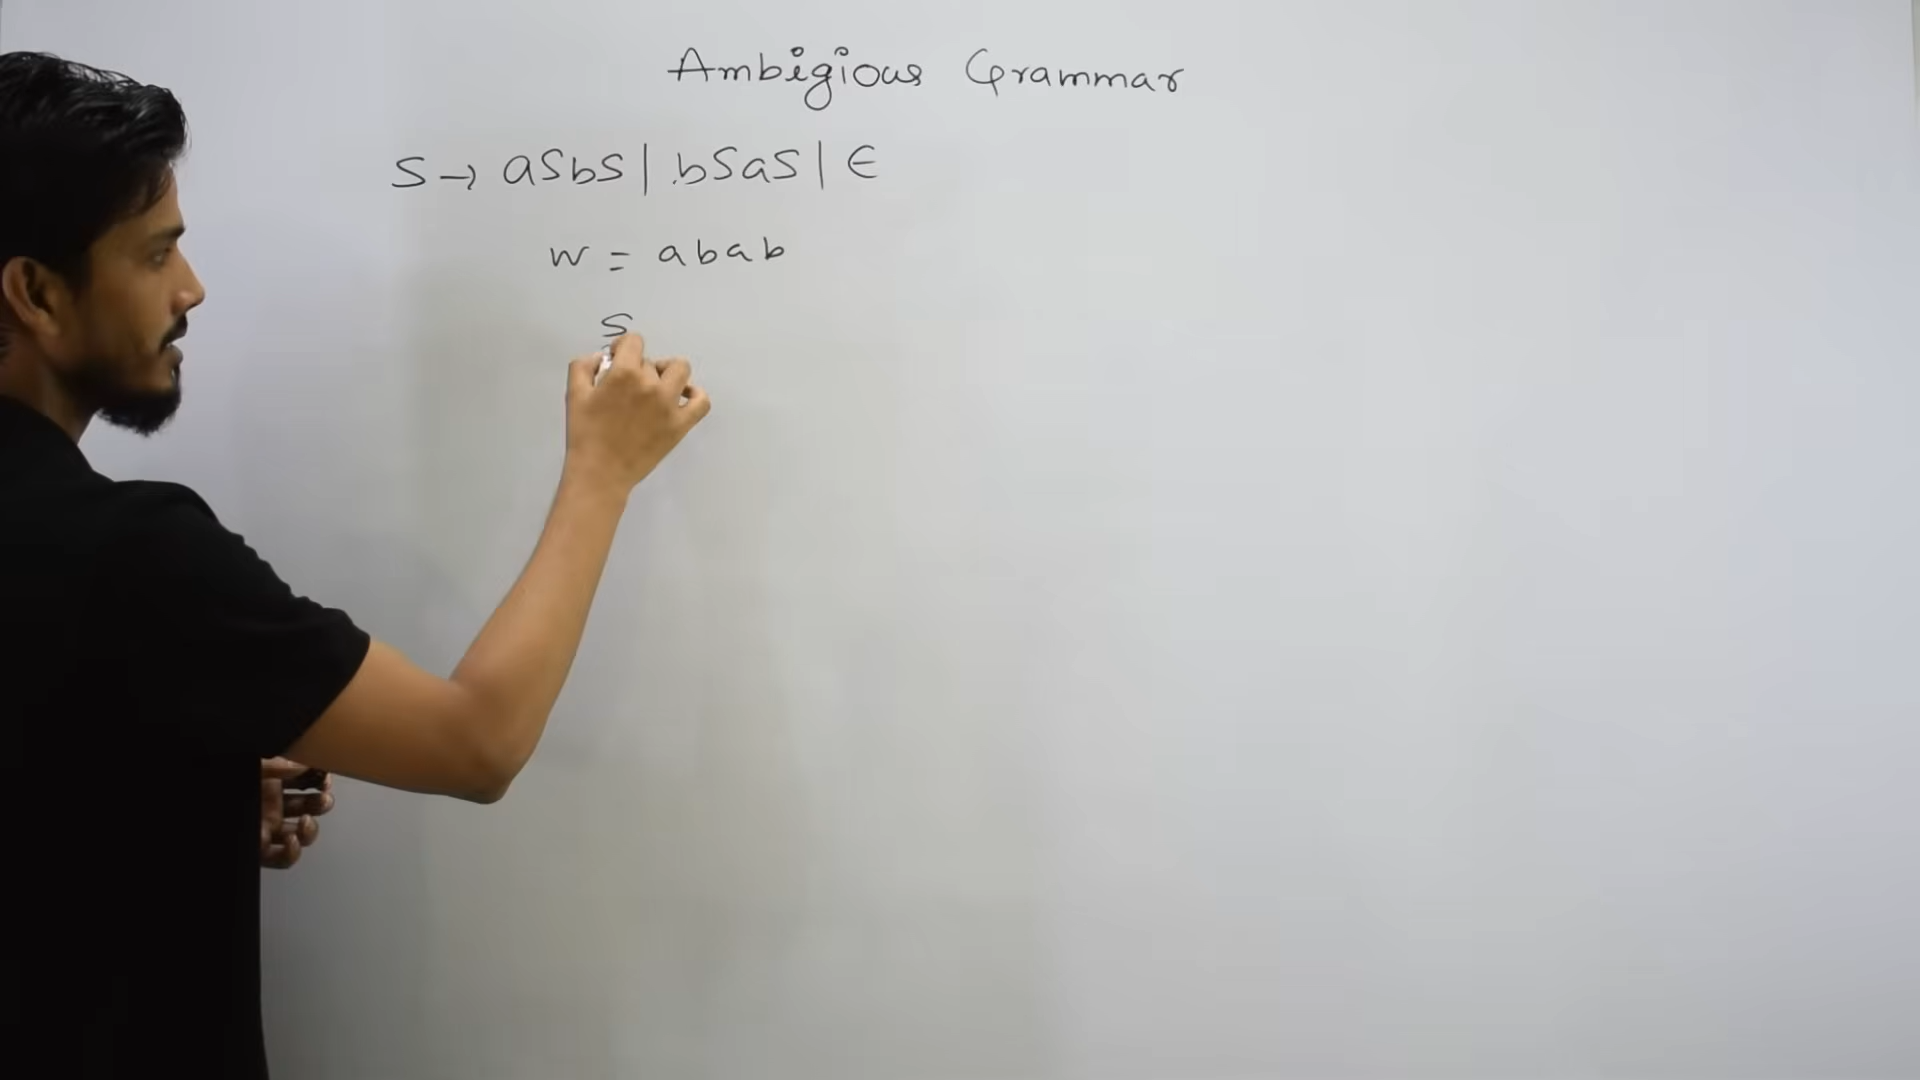 Ambigious Grammar
S → aSbS | bSaS | ∈
w = abab
S